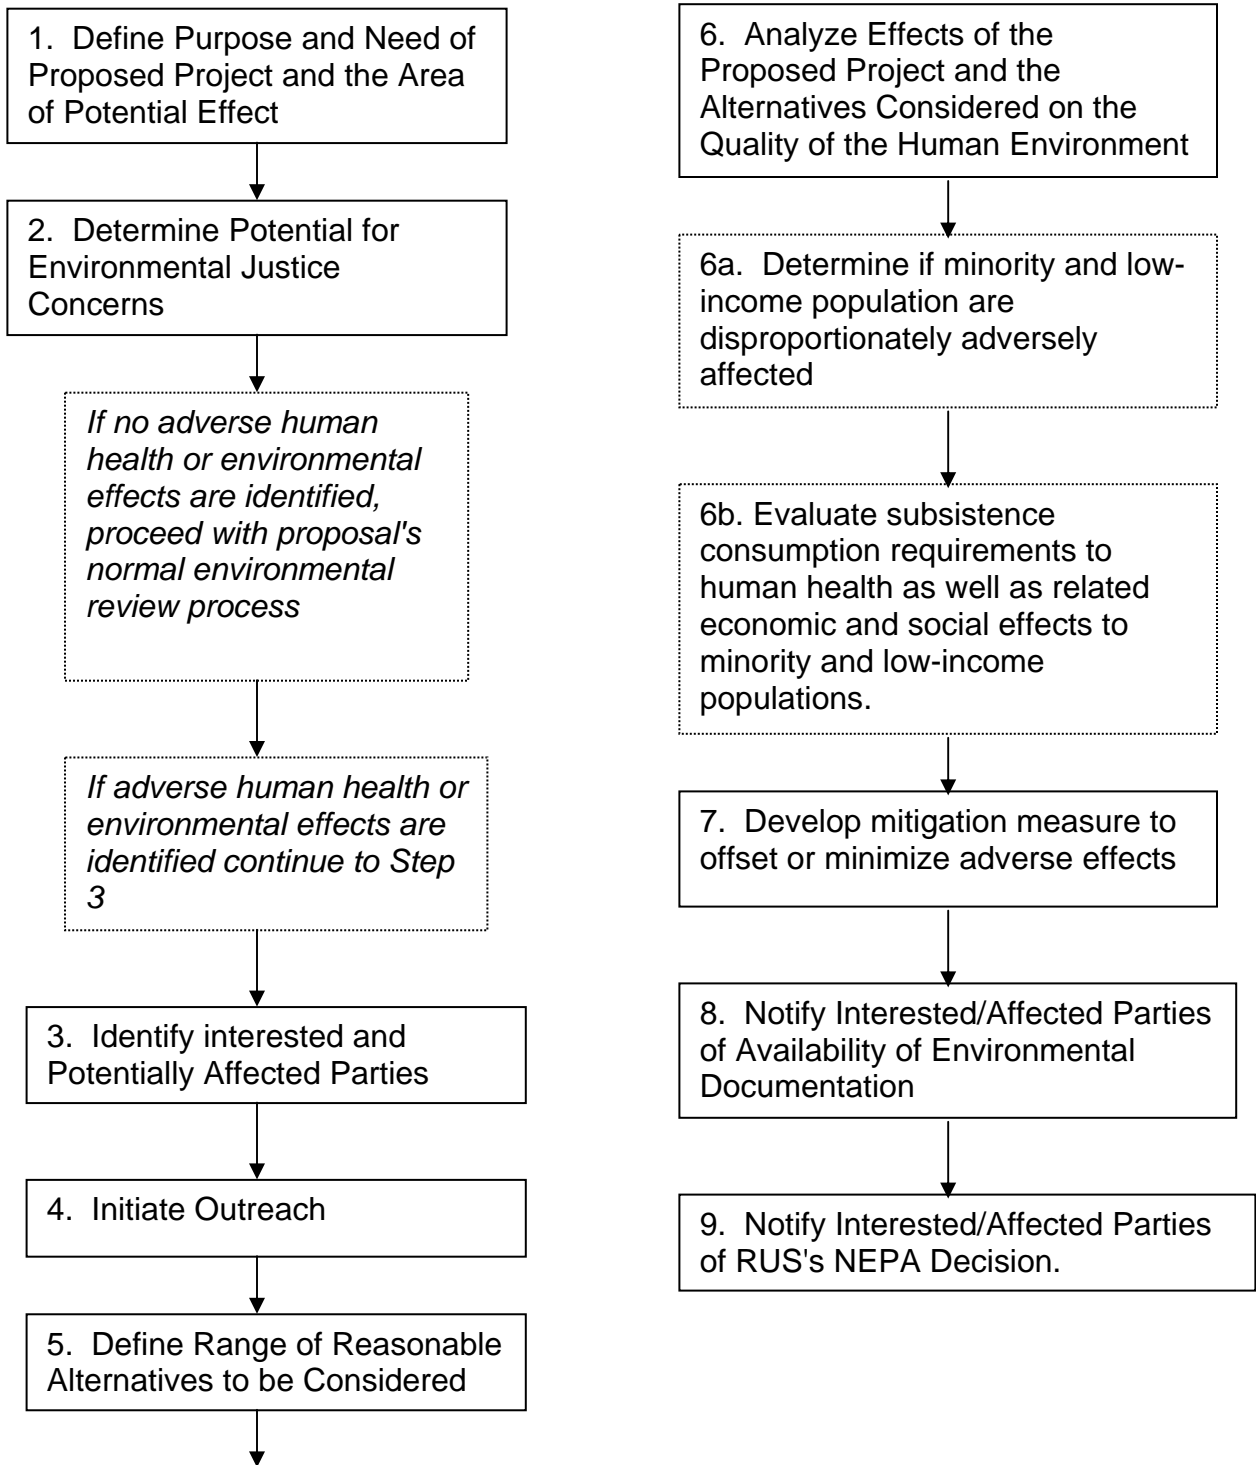 1. Define Purpose and Need of
Proposed Project and the Area
of Potential Effect
2. Determine Potential for
Environmental Justice
Concerns
If no adverse human
health or environmental
effects are identified,
proceed with proposal's
normal environmental
review process
If adverse human health or
environmental effects are
identified continue to Step
3
3. Identify interested and
Potentially Affected Parties
4. Initiate Outreach
5. Define Range of Reasonable
Alternatives to be Considered
6. Analyze Effects of the
Proposed Project and the
Alternatives Considered on the
Quality of the Human Environment
6a. Determine if minority and low-
income population are
disproportionately adversely
affected
6b. Evaluate subsistence
consumption requirements to
human health as well as related
economic and social effects to
minority and low-income
populations.
7. Develop mitigation measure to
offset or minimize adverse effects
8. Notify Interested/Affected Parties
of Availability of Environmental
Documentation
9. Notify Interested/Affected Parties
of RUS's NEPA Decision.